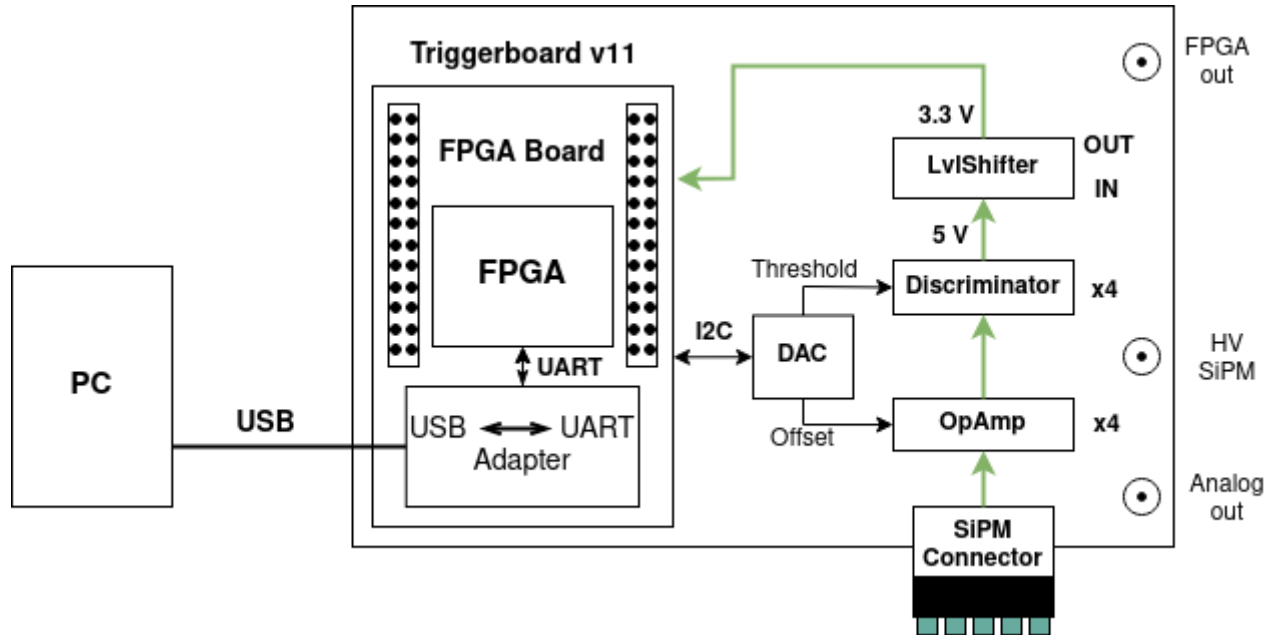 Triggerboard v11
FPGA
out
3.3 V
FPGA Board
LvlShifter
OUT
IN
5 V
FPGA
Threshold
Discriminator
x4
I2C
DAC
HV
SiPM
UART
PC
USB
Offset
OpAmp
x4
USB UART
Adapter
Analog
out
SiPM
Connector